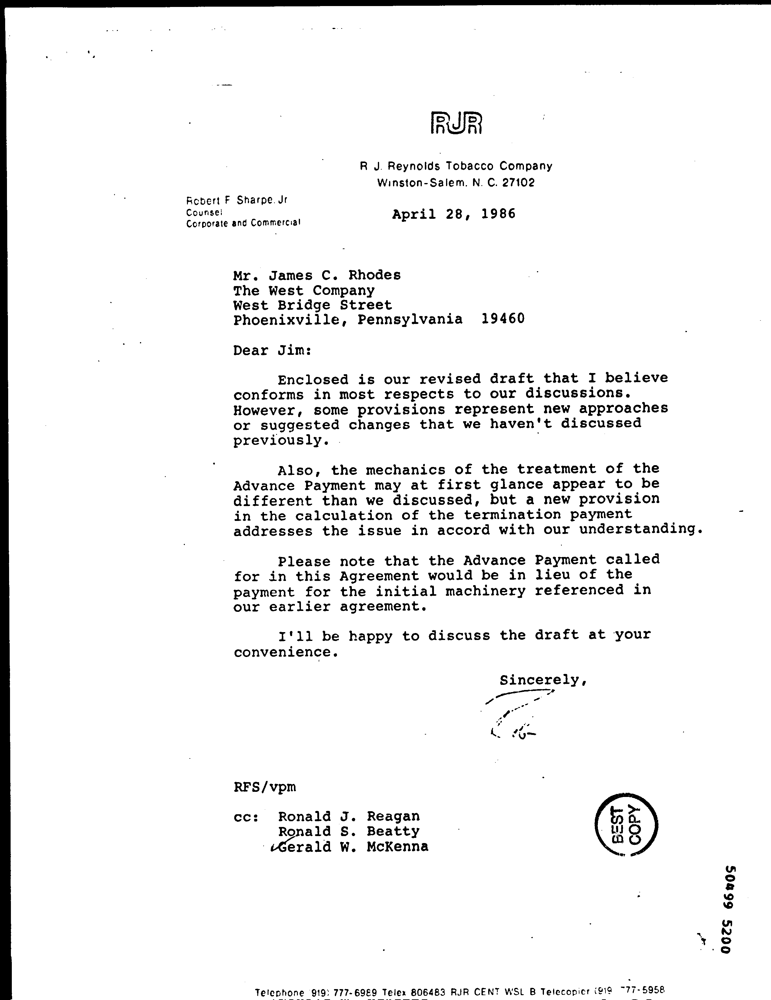 RJR
R J. Reynolds Tobacco Company
Winston-Salem, N. C. 27102
Robert F Sharpe, Jr
Counsel
Corporate and Commercial
April 28, 1986
Mr. James C. Rhodes
The West Company
West Bridge Street
Phoenixville, Pennsylvania 19460
Dear Jim:
Enclosed is our revised draft that I believe
conforms in most respects to our discussions.
However, some provisions represent new approaches
or suggested changes that we haven't discussed
previously.
Also, the mechanics of the treatment of the
Advance Payment may at first glance appear to be
different than we discussed, but a new provision
in the calculation of the termination payment
addresses the issue in accord with our understanding.
Please note that the Advance Payment called
for in this Agreement would be in lieu of the
payment for the initial machinery referenced in
our earlier agreement.
I'll be happy to discuss the draft at your
convenience.
Sincerely,
RFS/vpm
cc: Ronald J. Reagan
Ronald S. Beatty
Gerald W. McKenna
BEST
COPY
50499 5200
Telephone 919: 777-6989 Telex 806483 RJR CENT WSL B Telecopier (919 777-5958